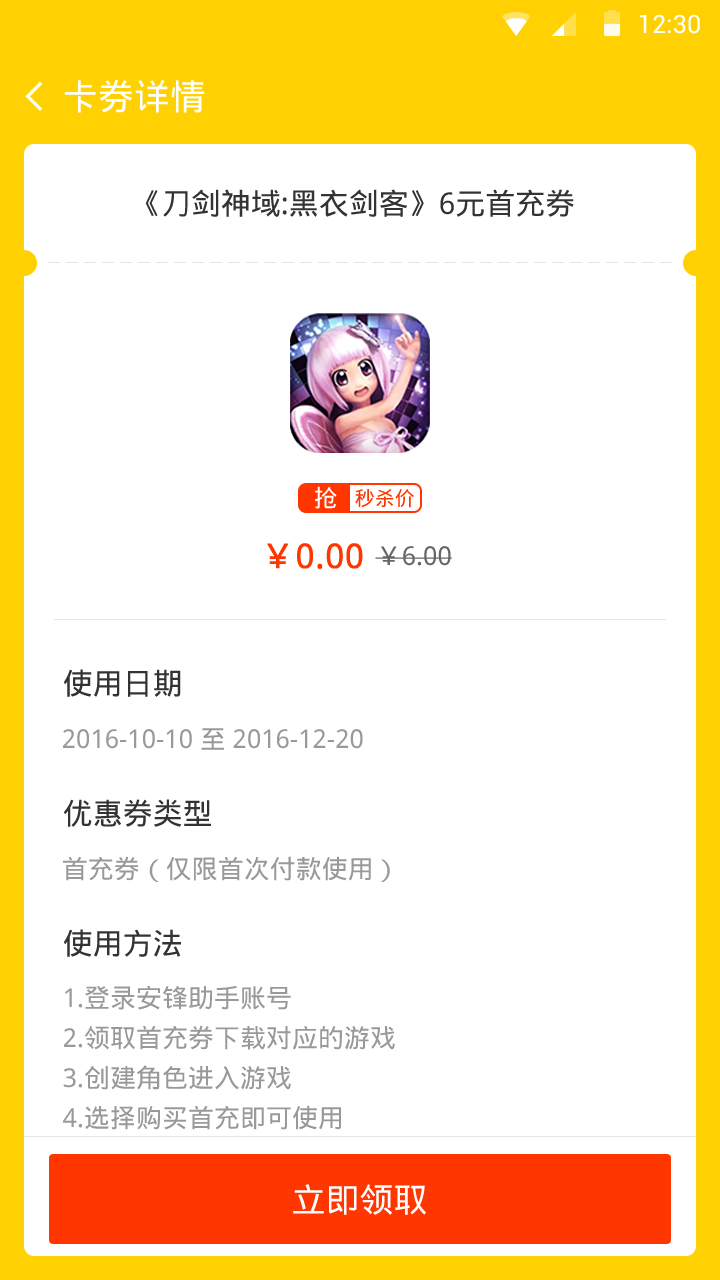 12:30
卡券详情
《刀剑神域:黑衣剑客》6元首充券
抢 秒杀价
￥0.00 ￥6.00
使用日期
2016-10-10 至 2016-12-20
优惠券类型
首充券（仅限首次付款使用）
使用方法
1.登录安锋助手账号
2.领取首充券下载对应的游戏
3.创建角色进入游戏
4.选择购买首充即可使用
立即领取